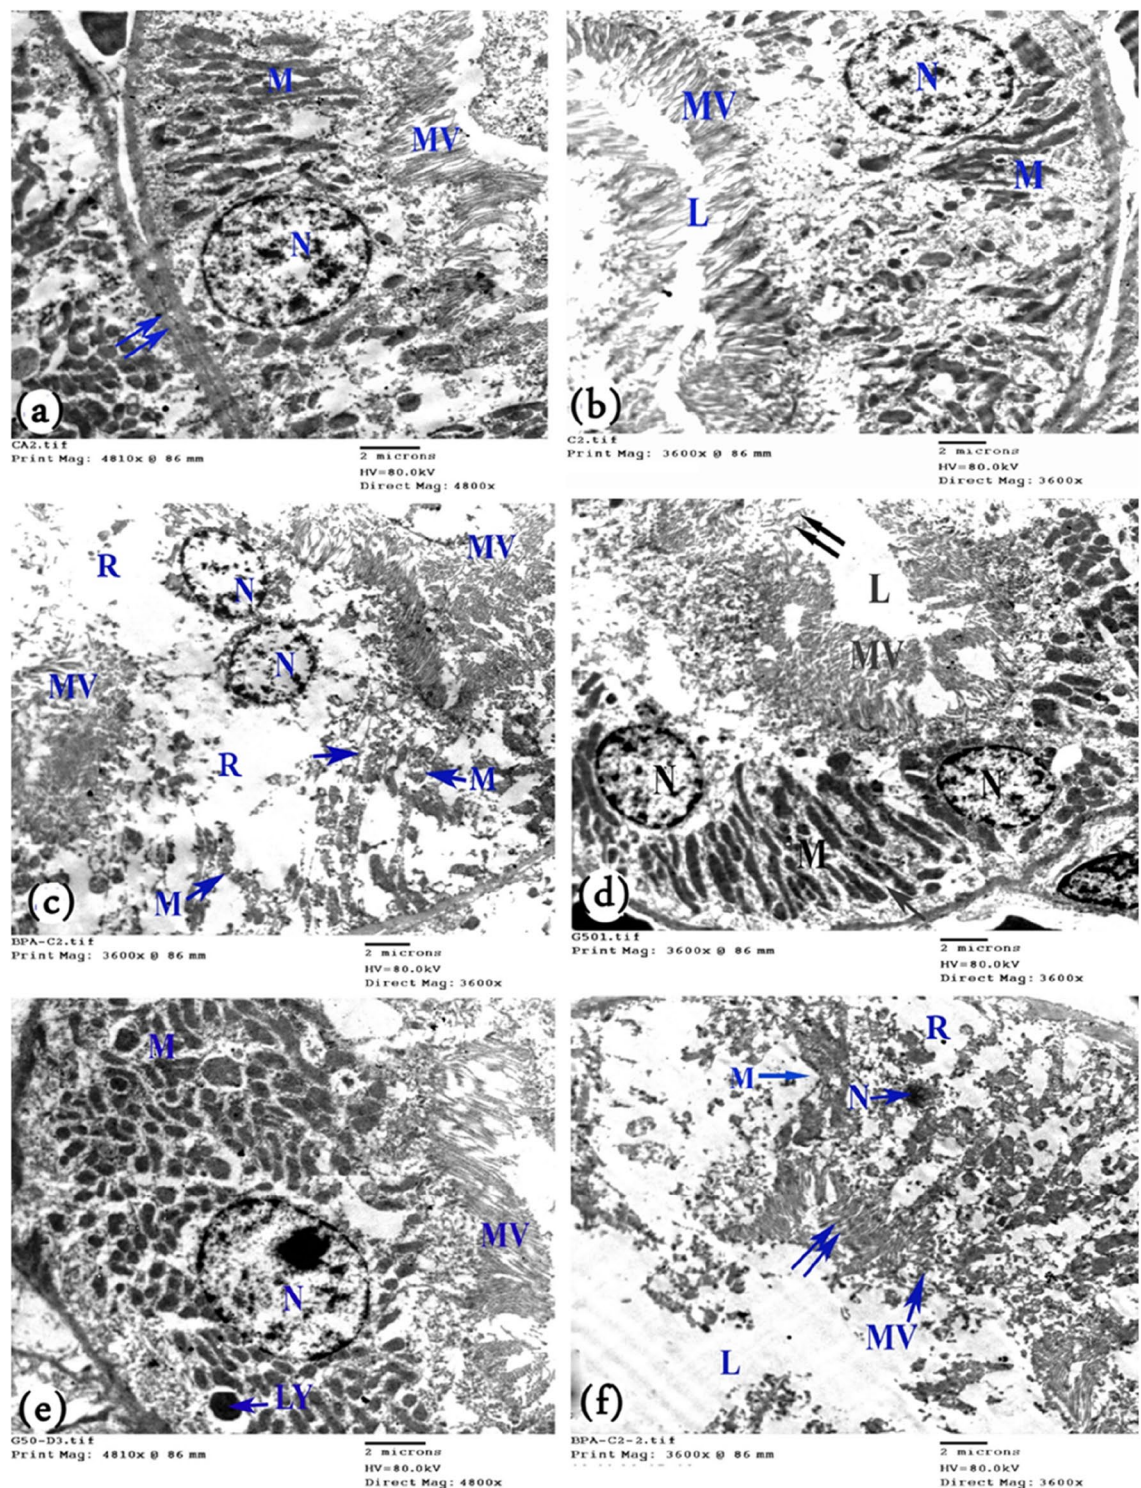 M
MV
N
(a)
CA2.tif
Print Mag: 4810x @ 86 mm
2 microns
HV=80.0kV
Direct Mag: 4800x
N
MV
M
L
(b)
C2.tif
Print Mag: 3600x @ 86 mm
2 microns
HV=80.0kV
Direct Mag: 3600x
R
MV
N
N
MV
R
M
M
(c)
BPA-C2.tif
Print Mag: 3600x @ 86 mm
2 microns
HV=80.0kV
Direct Mag: 3600x
L
MV
N
N
M
(d)
G501.tif
Print Mag: 3600x @ 86 mm
2 microns
HV=80.0kV
Direct Mag: 3600x
M
MV
N
LY
(e)
G50-D3.tif
Print Mag: 4810x @ 86 mm
2 microns
HV=80.0kV
Direct Mag: 4800x
R
M
N
MV
L
(f)
BPA-C2-2.tif
Print Mag: 3600x @ 86 mm
2 microns
HV=80.0kV
Direct Mag: 3600x